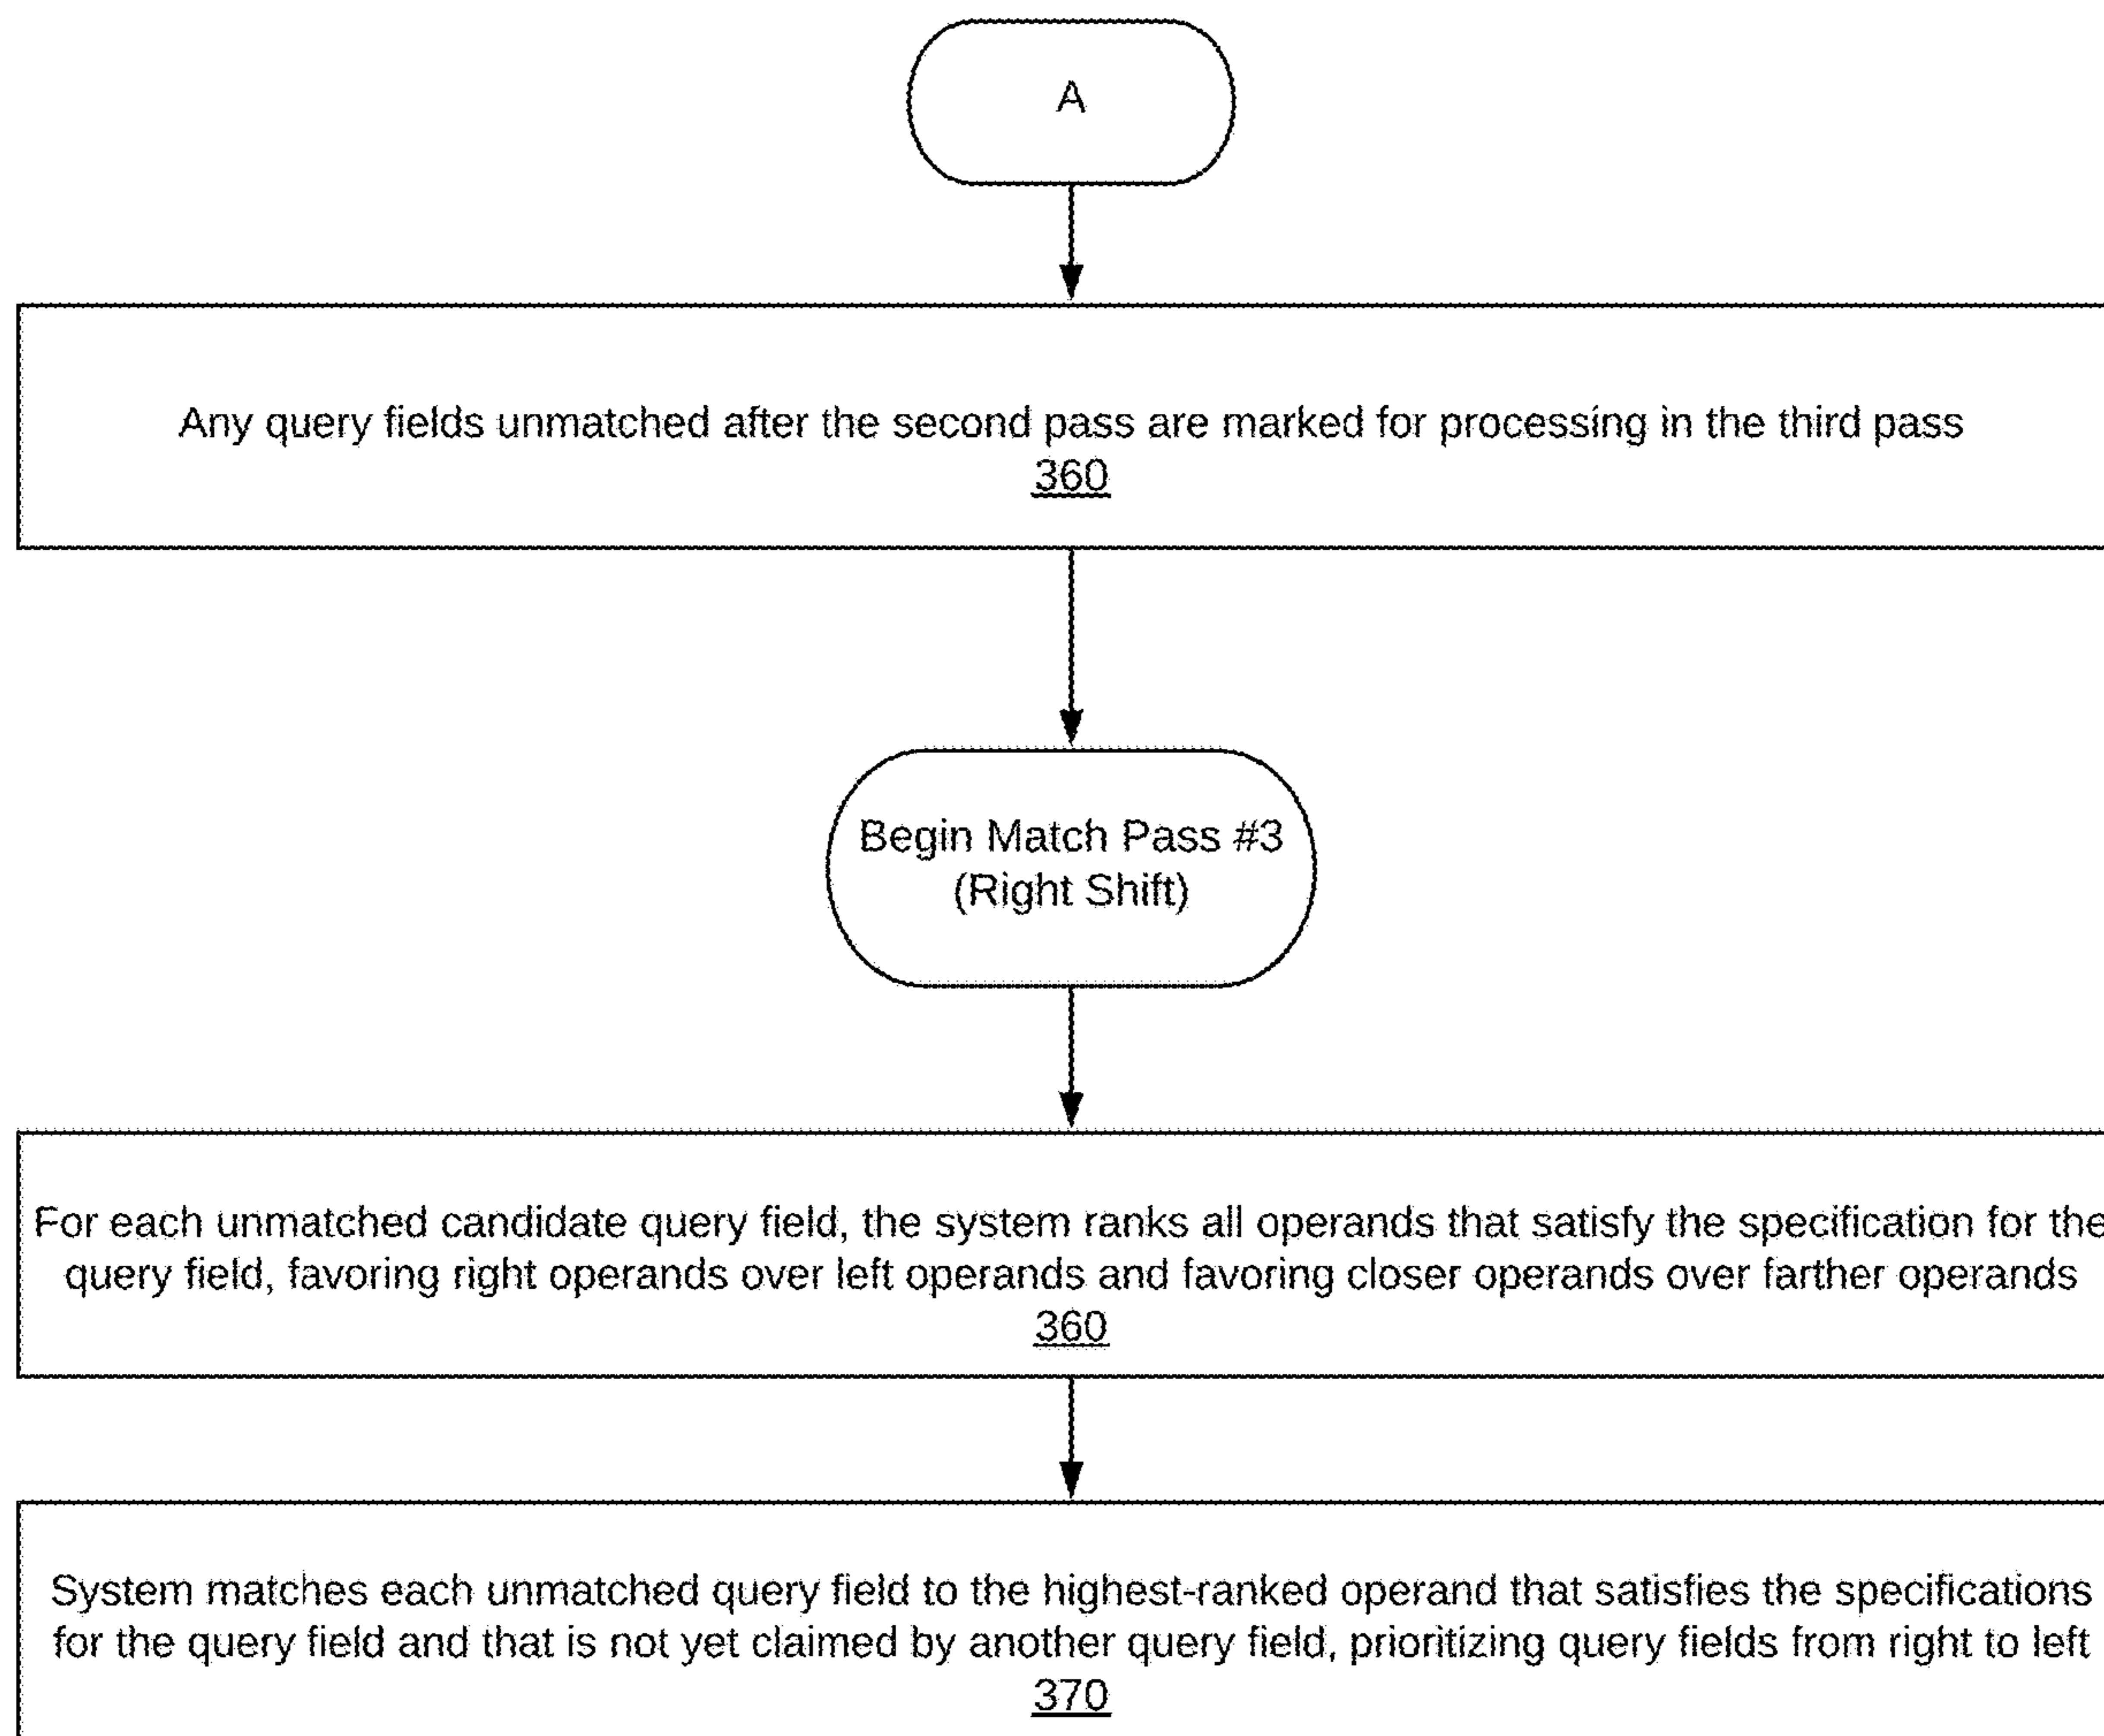 A
Any query fields unmatched after the second pass are marked for processing in the third pass
360
Begin Match Pass #3
(Right Shift)
For each unmatched candidate query field, the system ranks all operands that satisfy the specification for the
query field, favoring right operands over left operands and favoring closer operands over farther operands
360
System matches each unmatched query field to the highest-ranked operand that satisfies the specifications
for the query field and that is not yet claimed by another query field, prioritizing query fields from right to left
370